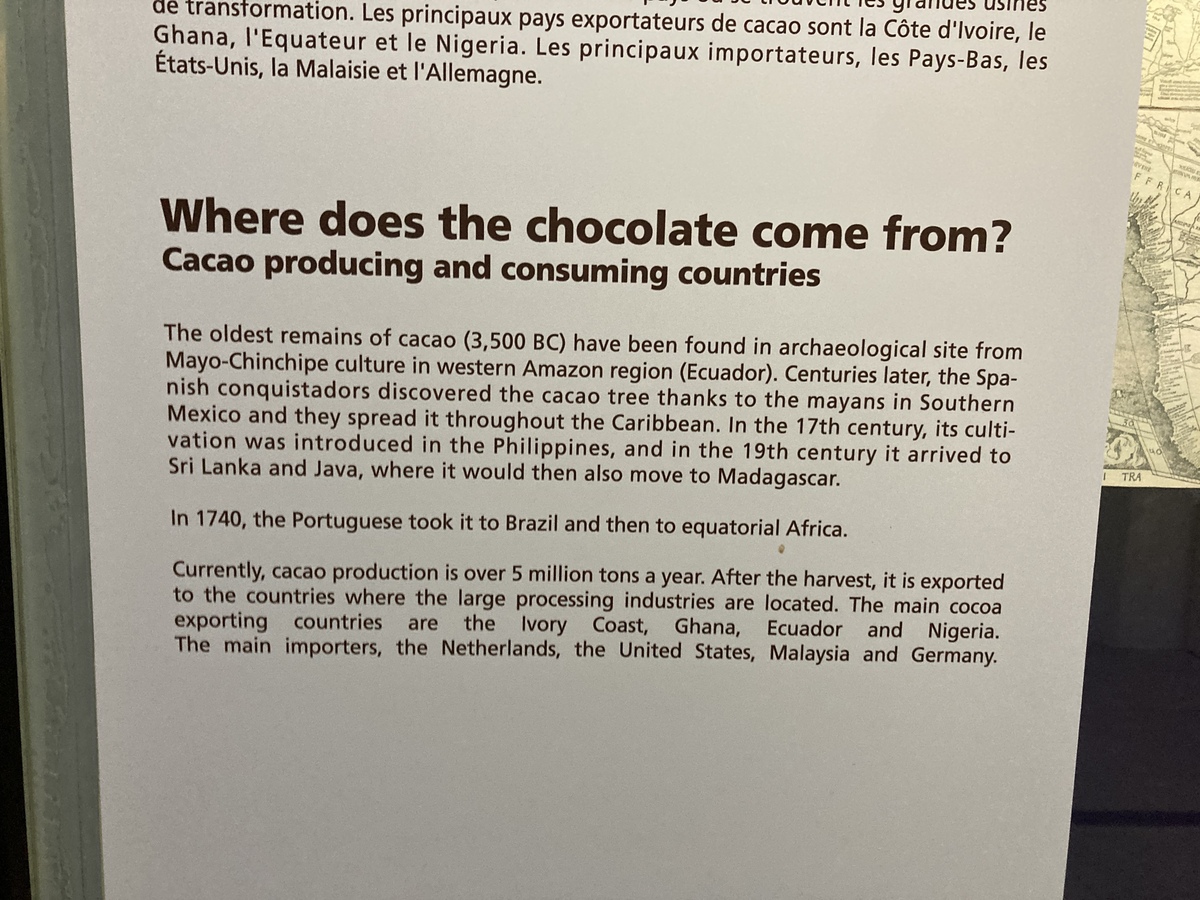 les grandes usines
de transformation. Les principaux pays exportateurs de cacao sont la Côte d'Ivoire, le
Ghana, l'Equateur et le Nigeria. Les principaux importateurs, les Pays-Bas, les
États-Unis, la Malaisie et l'Allemagne.
Where does the chocolate come from?
Cacao producing and consuming countries
The oldest remains of cacao (3,500 BC) have been found in archaeological site from
Mayo-Chinchipe culture in western Amazon region (Ecuador). Centuries later, the Spa-
nish conquistadors discovered the cacao tree thanks to the mayans in Southern
Mexico and they spread it throughout the Caribbean. In the 17th century, its culti-
vation was introduced in the Philippines, and in the 19th century it arrived to
Sri Lanka and Java, where it would then also move to Madagascar.
In 1740, the Portuguese took it to Brazil and then to equatorial Africa.
Currently, cacao production is over 5 million tons a year. After the harvest, it is exported
to the countries where the large processing industries are located. The main cocoa
exporting countries are the Ivory Coast, Ghana, Ecuador and Nigeria.
The main importers, the Netherlands, the United States, Malaysia and Germany.
FFRICA
TRA